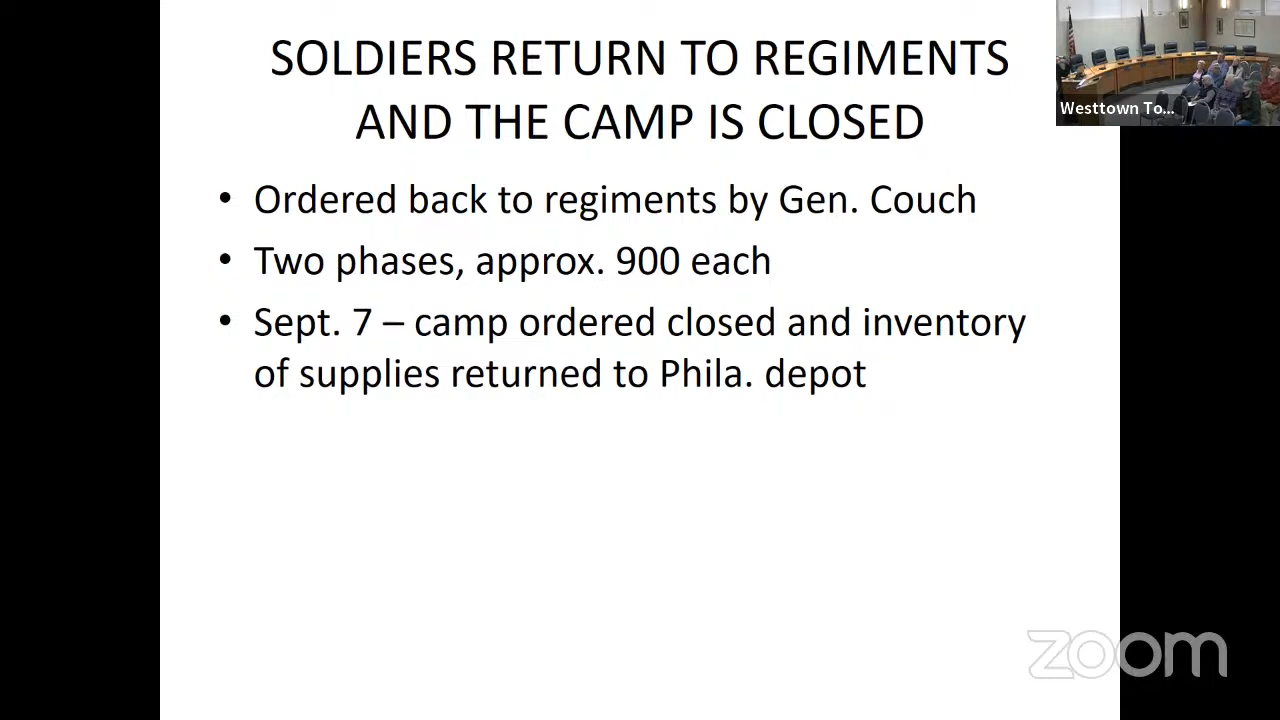 SOLDIERS RETURN TO REGIMENTS
AND THE CAMP IS CLOSED
• Ordered back to regiments by Gen. Couch
• Two phases, approx. 900 each
• Sept. 7 – camp ordered closed and inventory
of supplies returned to Phila. depot
Westtown To...
zoom